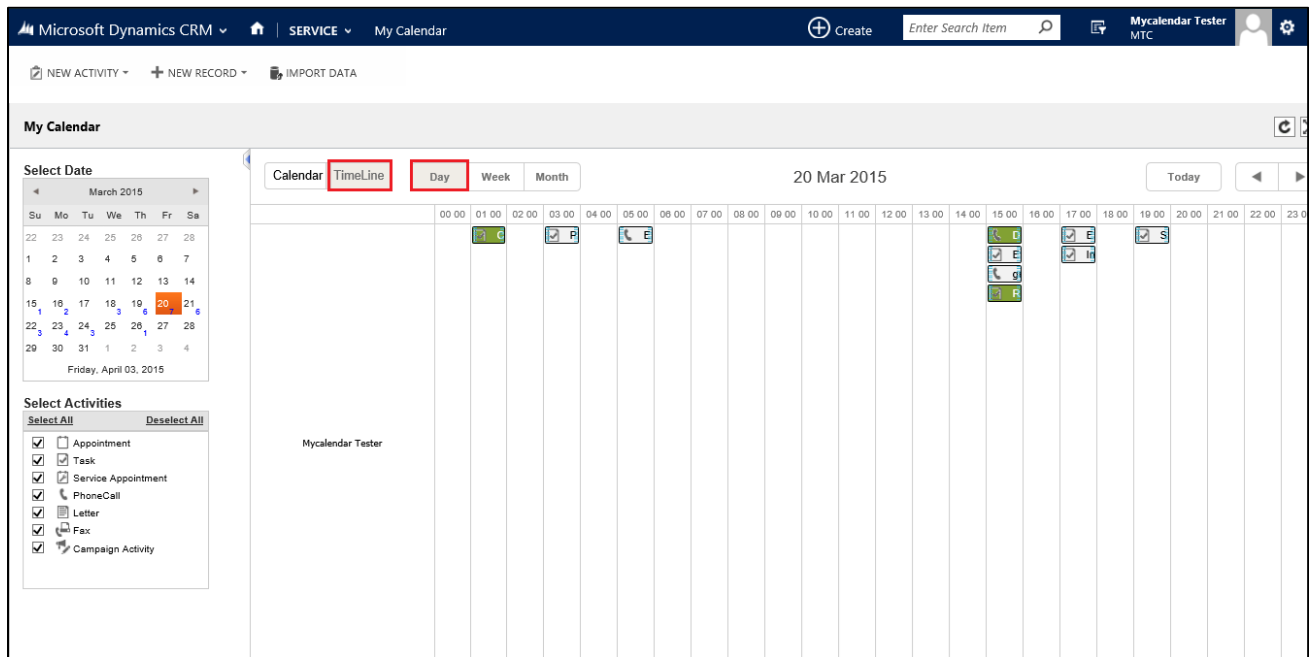 Microsoft Dynamics CRM SERVICE My Calendar Create Enter Search Item Mycalendar Tester
MTC
NEW ACTIVITY NEW RECORD IMPORT DATA
My Calendar
Select Date
March 2015
Su Mo Tu We Th Fr Sa
22 23 24 25 26 27 28
1 2 3 4 5 6 7
8 9 10 11 12 13 14
15 1 16 2 17 18 3 19 6 20 7 21 6
22 3 23 4 24 3 25 26 1 27 28
29 30 31 1 2 3 4
Friday, April 03, 2015
Select Activities
Select All Deselect All
Appointment
Task
Service Appointment
PhoneCall
Letter
Fax
Campaign Activity
Calendar TimeLine Day Week Month 20 Mar 2015 Today
00 00 01 00 02 00 03 00 04 00 05 00 06 00 07 00 08 00 09 00 10 00 11 00 12 00 13 00 14 00 15 00 16 00 17 00 18 00 19 00 20 00 21 00 22 00 23 0
P E E S
E In
Mycalendar Tester